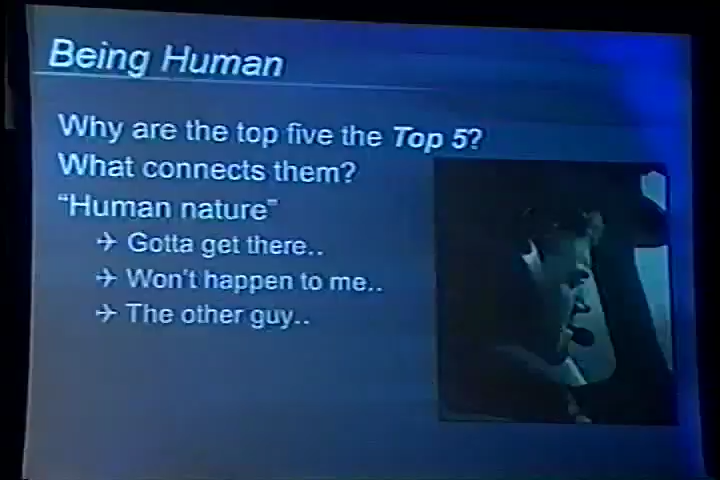 Being Human
Why are the top five the Top 5?
What connects them?
“Human nature”
Gotta get there..
Won't happen to me..
The other guy..